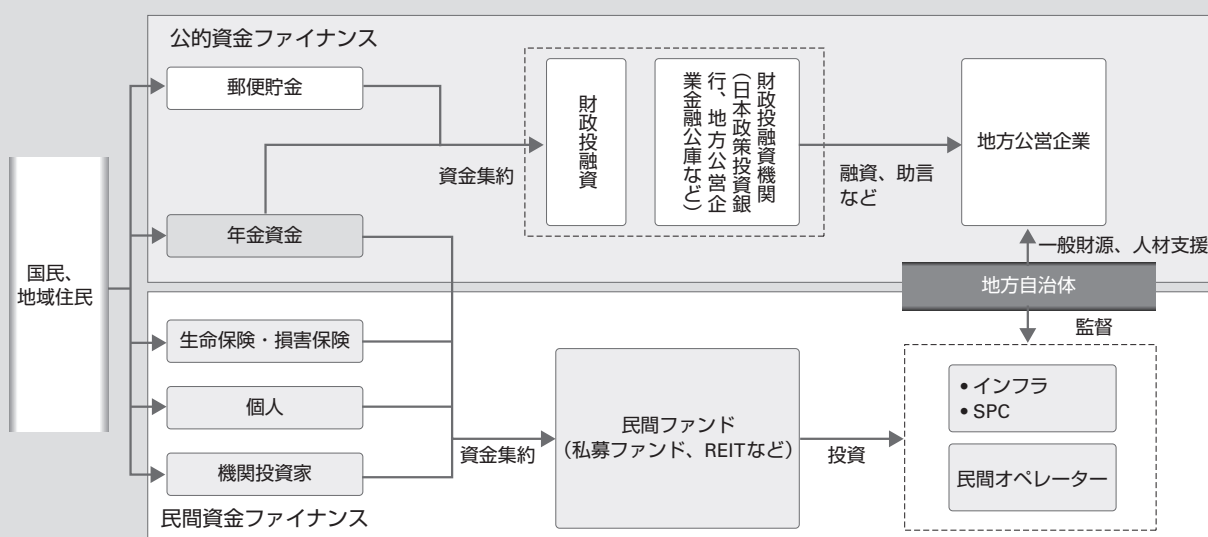 公的資金ファイナンス
郵便貯金
年金資金
国民、
地域住民
資金集約
財政投融資
財政投融資機関
（日本政策投資銀
行、地方公営企
業金融公庫など）
融資、助言
など
地方公営企業
一般財源、人材支援
地方自治体
監督
生命保険・損害保険
個人
機関投資家
民間資金ファイナンス
資金集約
民間ファンド
（私募ファンド、REITなど）
投資
• インフラ
• SPC
民間オペレーター